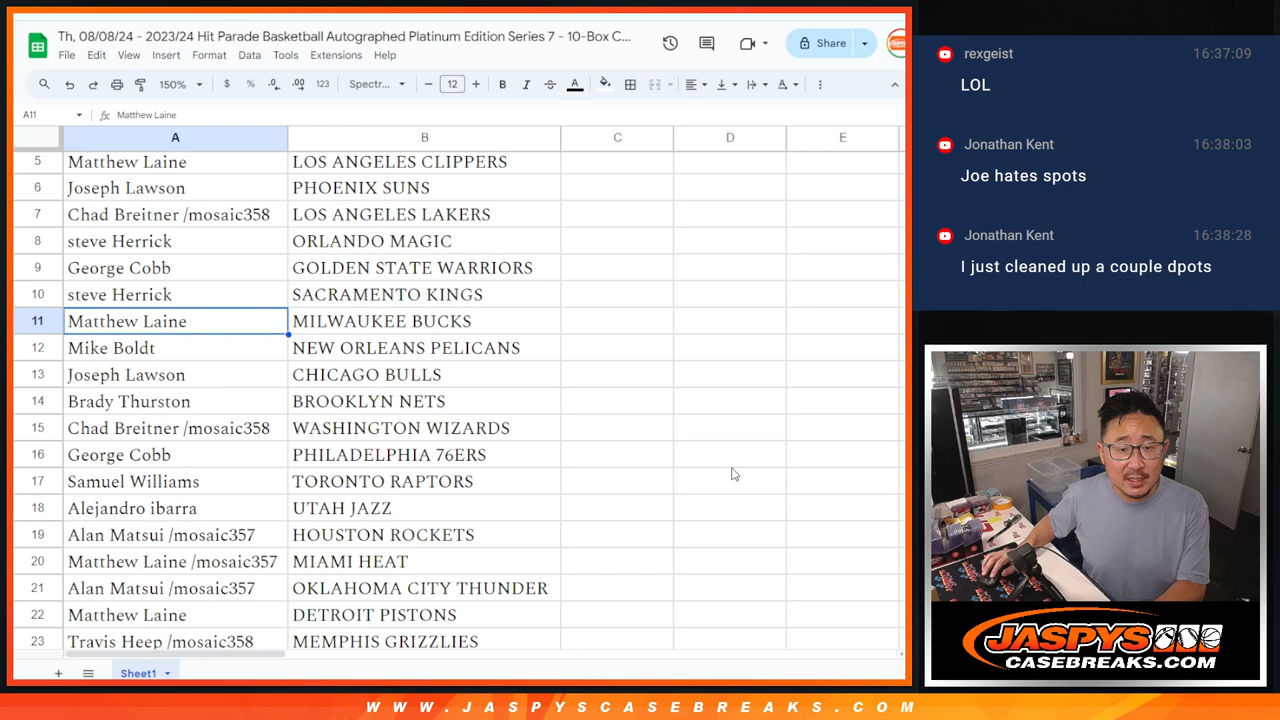 Th, 08/08/24 - 2023/24 Hit Parade Basketball Autographed Platinum Edition Series 7 - 10-Box C...
File Edit View Insert Format Data Tools Extensions Help
Share
150% $ % .0 .00 123 Spectr... 12 B I A
A11 fx Matthew Laine
A B C D E
5 Matthew Laine LOS ANGELES CLIPPERS
6 Joseph Lawson PHOENIX SUNS
7 Chad Breitner /mosaic358 LOS ANGELES LAKERS
8 steve Herrick ORLANDO MAGIC
9 George Cobb GOLDEN STATE WARRIORS
10 steve Herrick SACRAMENTO KINGS
11 Matthew Laine MILWAUKEE BUCKS
12 Mike Boldt NEW ORLEANS PELICANS
13 Joseph Lawson CHICAGO BULLS
14 Brady Thurston BROOKLYN NETS
15 Chad Breitner /mosaic358 WASHINGTON WIZARDS
16 George Cobb PHILADELPHIA 76ERS
17 Samuel Williams TORONTO RAPTORS
18 Alejandro ibarra UTAH JAZZ
19 Alan Matsui /mosaic357 HOUSTON ROCKETS
20 Matthew Laine /mosaic357 MIAMI HEAT
21 Alan Matsui /mosaic357 OKLAHOMA CITY THUNDER
22 Matthew Laine DETROIT PISTONS
23 Travis Heep /mosaic358 MEMPHIS GRIZZLIES
Sheet1
rexgeist 16:37:09
LOL
Jonathan Kent 16:38:03
Joe hates spots
Jonathan Kent 16:38:28
I just cleaned up a couple dpots
JASPYS
CASEBREAKS.COM
WWW.JASPYSCASEBREAKS.COM